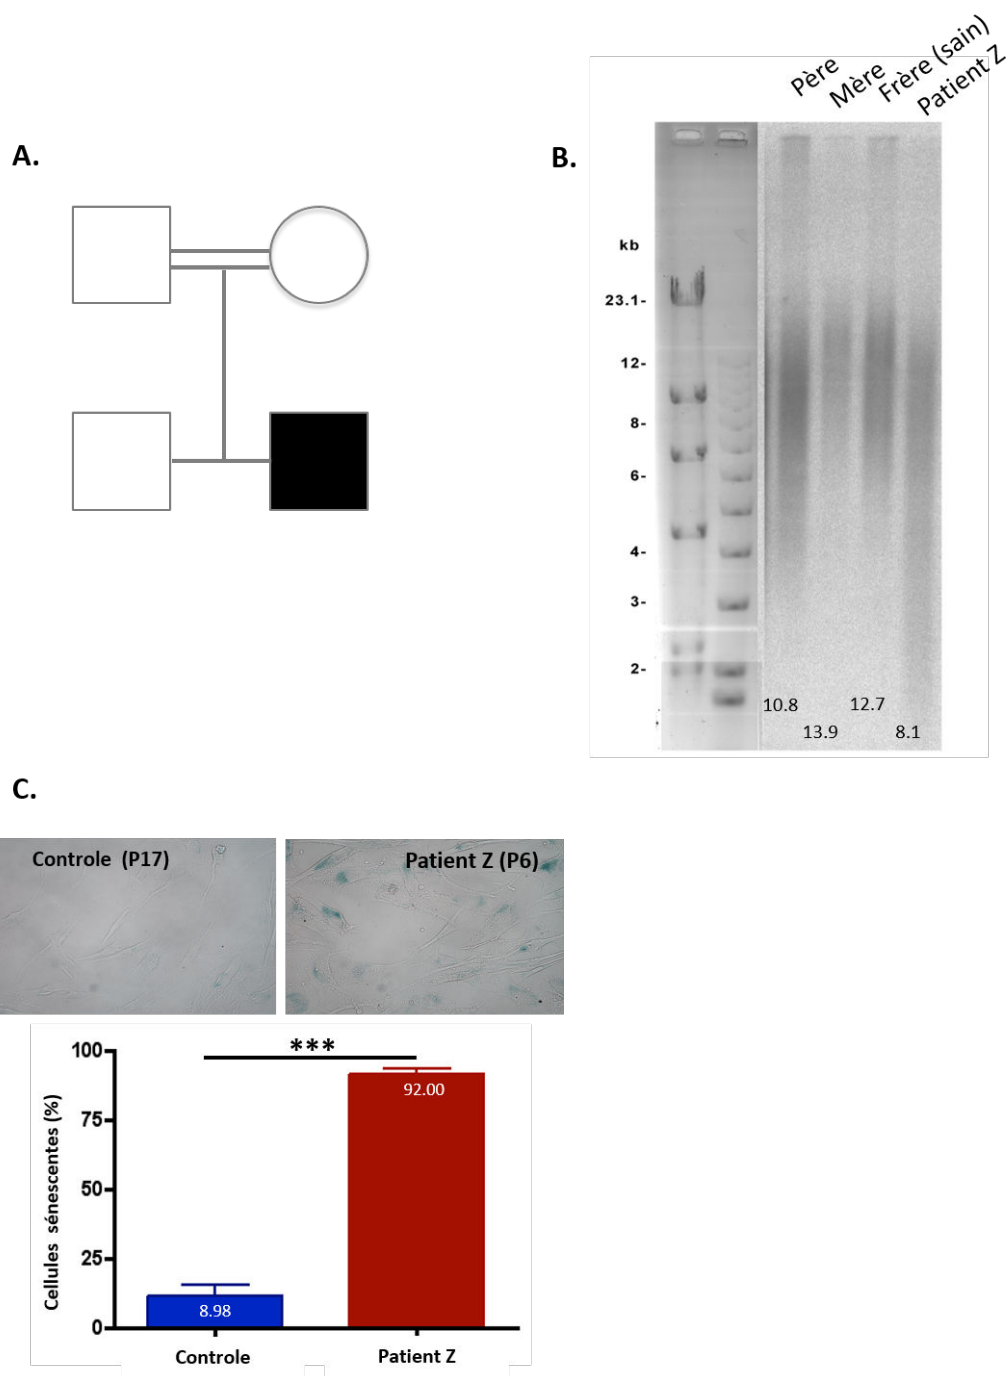 A.
B.
Père
Mère
Frère (sain)
Patient Z
kb
23.1-
12-
8-
6-
4-
3-
2-
10.8
12.7
13.9
8.1
C.
Controle (P17)
Patient Z (P6)
***
Cellules sénescentes (%)
100
75
50
25
0
92.00
8.98
Controle
Patient Z